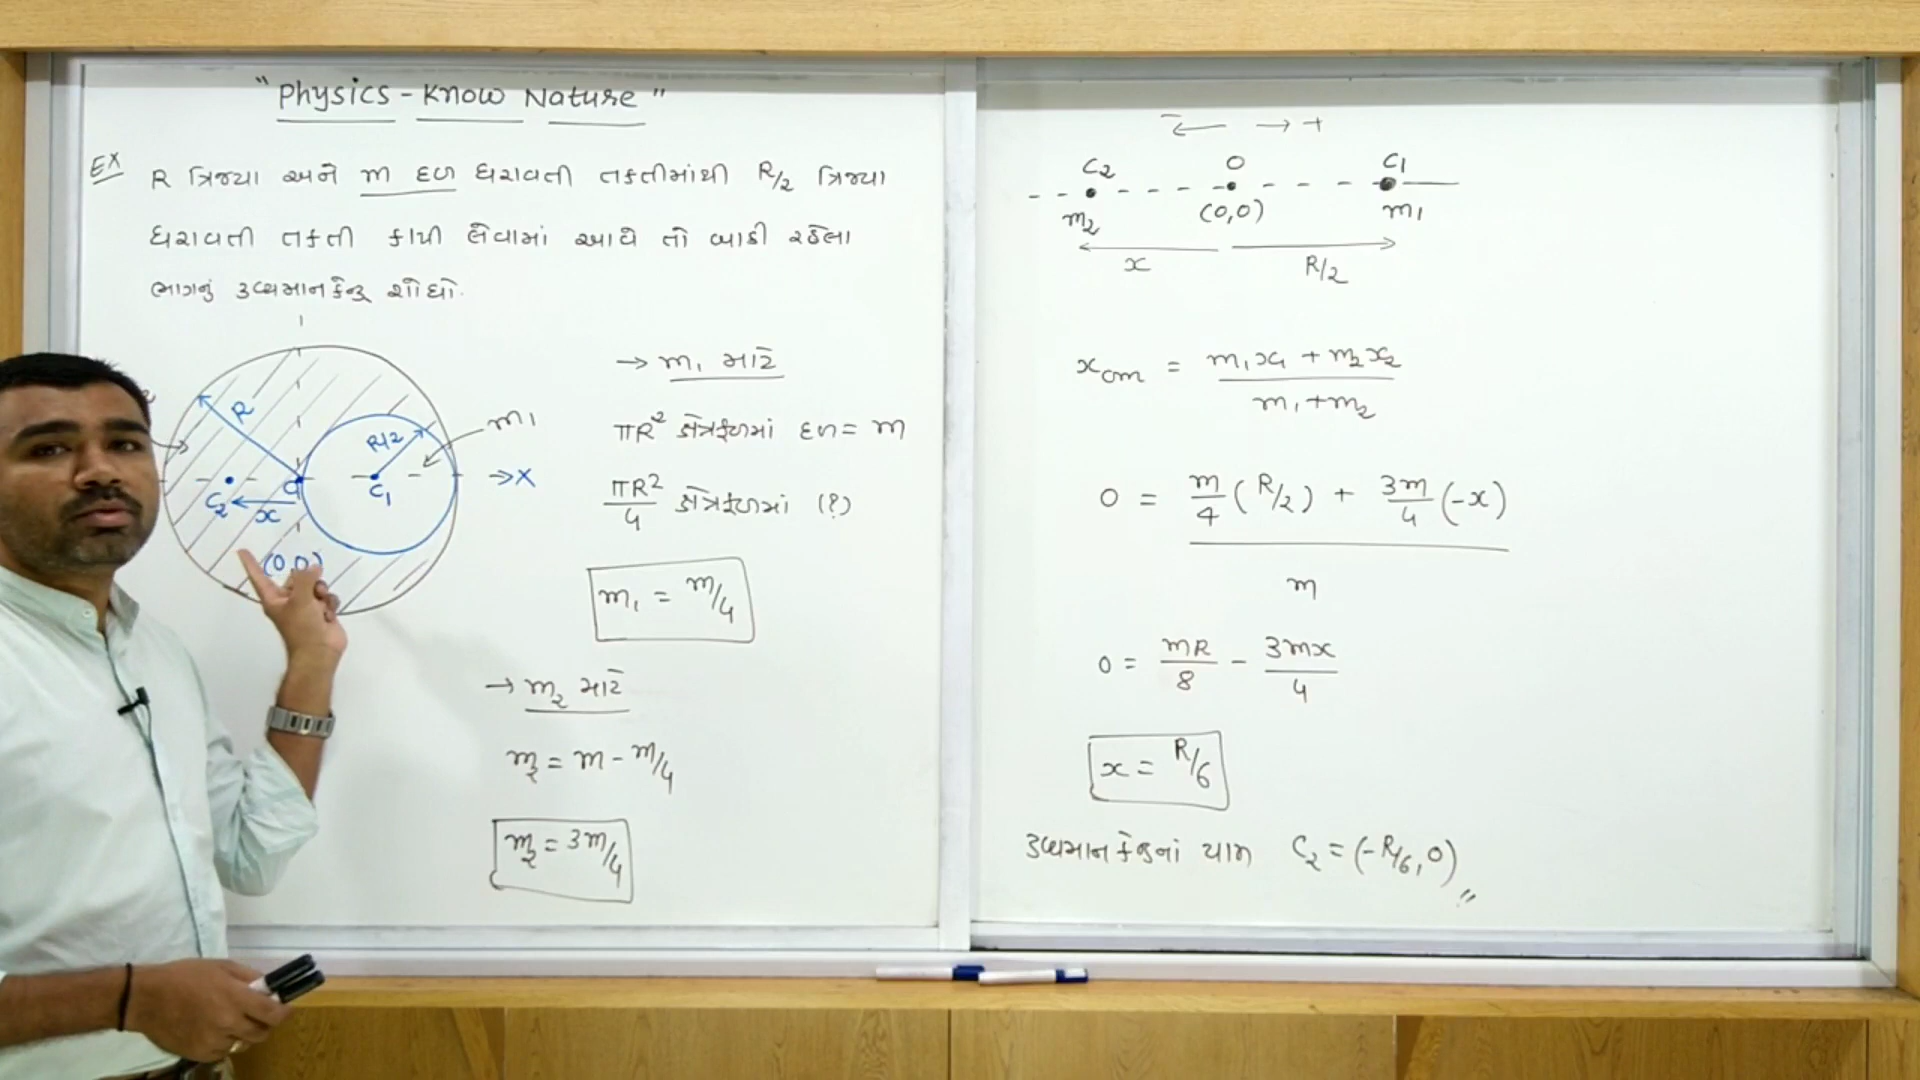 "Physics - Know Nature"
Ex R ત્રિજ્યા અને m દળ ધરાવતી તકતીમાંથી R/2 ત્રિજ્યા
ધરાવતી તકતી કાપી લેવામાં આવે તો બાકી રહેલા
ભાગનું દ્રવ્યમાન કેન્દ્ર શોધો.
R
R/2
m1
C2
O
C1
→X
x
(0,0)
→ m1 માટે
πR² ક્ષેત્રફળમાં દળ = m
πR²/4 ક્ષેત્રફળમાં (?)
m1 = m/4
→ m2 માટે
m2 = m - m/4
m2 = 3m/4
- ← → +
C2 O C1
m2 (0,0) m1
x R/2
xcm = m1x1 + m2x2 / m1 + m2
0 = m/4 (R/2) + 3m/4 (-x) / m
0 = mR/8 - 3mx/4
x = R/6
દ્રવ્યમાન કેન્દ્રનાં યામ C2 = (-R/6, 0)